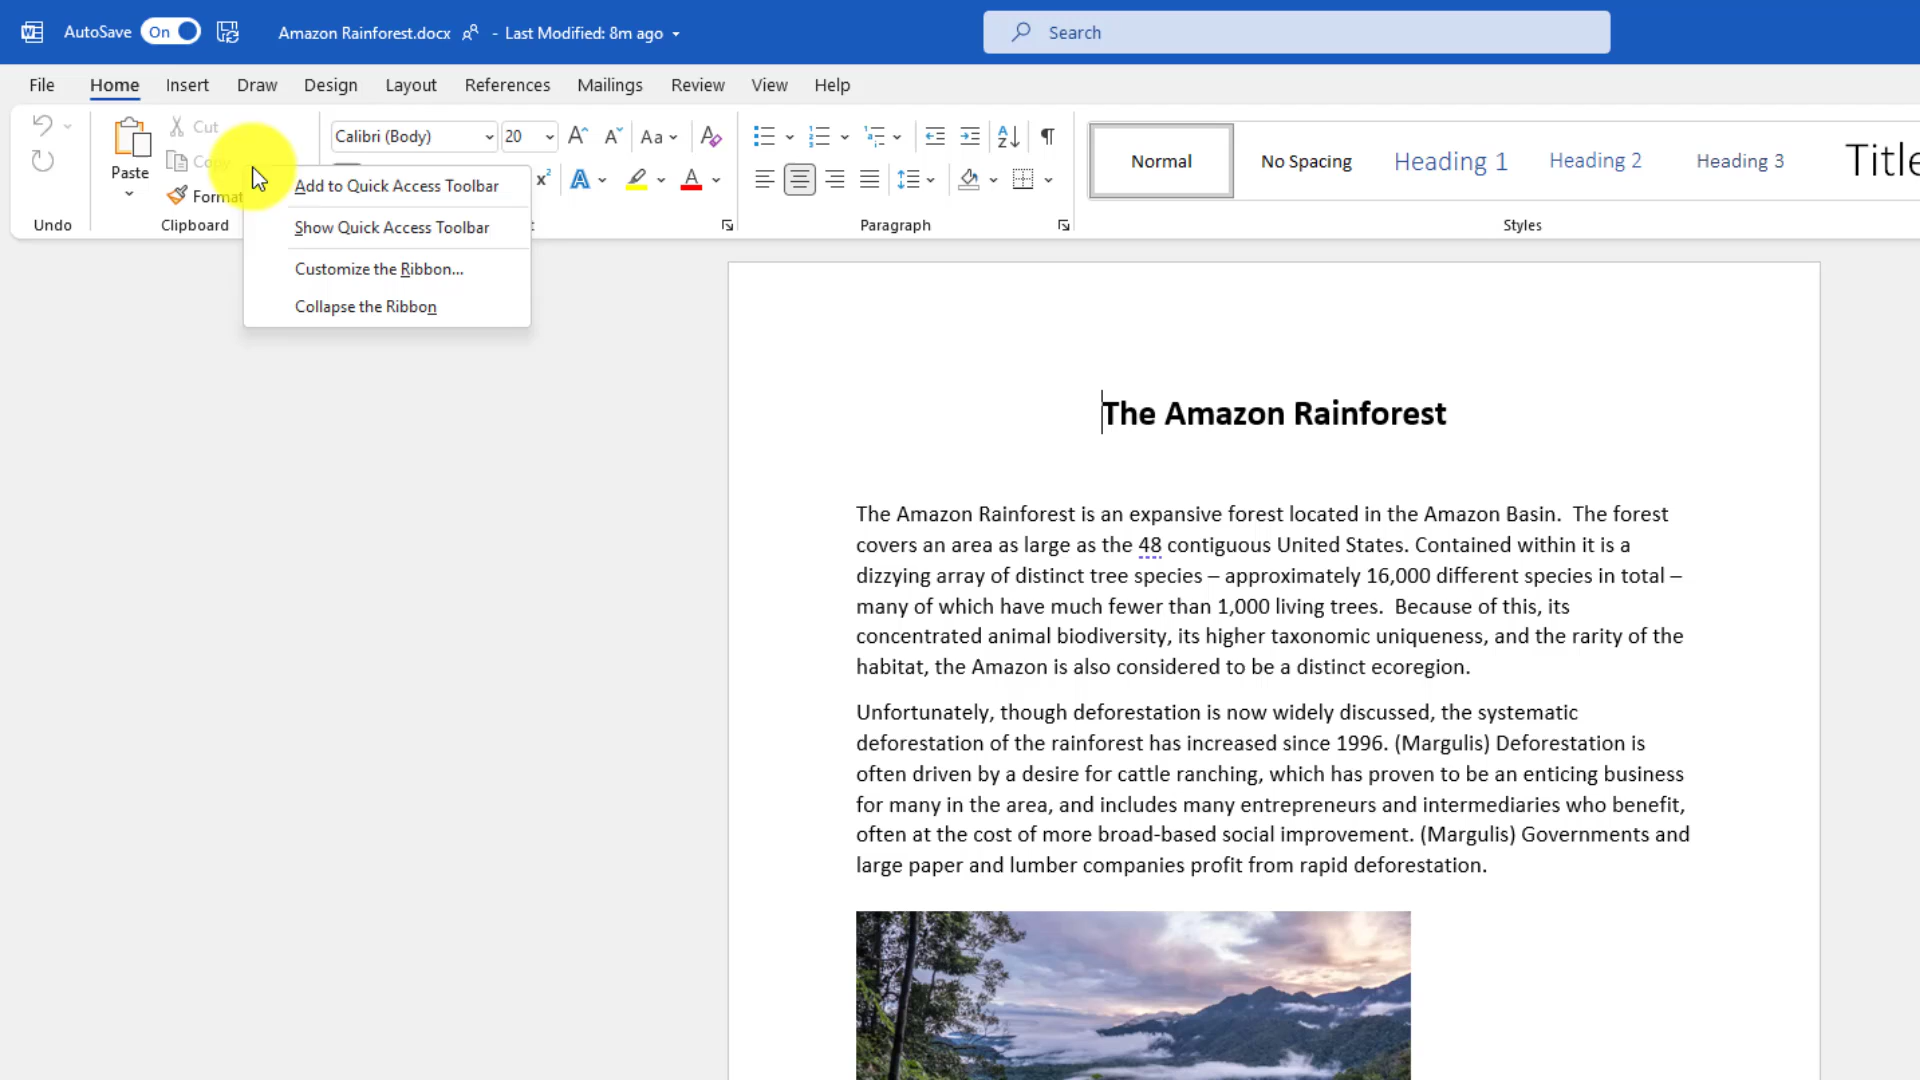 AutoSave On Amazon Rainforest.docx - Last Modified: 8m ago Search
File Home Insert Draw Design Layout References Mailings Review View Help
Cut Calibri (Body) 20 Aa
Paste Copy Normal No Spacing Heading 1 Heading 2 Heading 3 Title
Format
Undo Clipboard Paragraph Styles
Add to Quick Access Toolbar
Show Quick Access Toolbar
Customize the Ribbon...
Collapse the Ribbon
The Amazon Rainforest
The Amazon Rainforest is an expansive forest located in the Amazon Basin.  The forest
covers an area as large as the 48 contiguous United States. Contained within it is a
dizzying array of distinct tree species – approximately 16,000 different species in total –
many of which have much fewer than 1,000 living trees.  Because of this, its
concentrated animal biodiversity, its higher taxonomic uniqueness, and the rarity of the
habitat, the Amazon is also considered to be a distinct ecoregion.
Unfortunately, though deforestation is now widely discussed, the systematic
deforestation of the rainforest has increased since 1996. (Margulis) Deforestation is
often driven by a desire for cattle ranching, which has proven to be an enticing business
for many in the area, and includes many entrepreneurs and intermediaries who benefit,
often at the cost of more broad-based social improvement. (Margulis) Governments and
large paper and lumber companies profit from rapid deforestation.